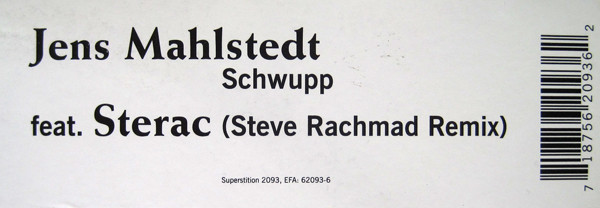 Jens Mahlstedt
Schwupp
feat. Sterac (Steve Rachmad Remix)
Superstition 2093, EFA: 62093-6
7 18756 20936 2